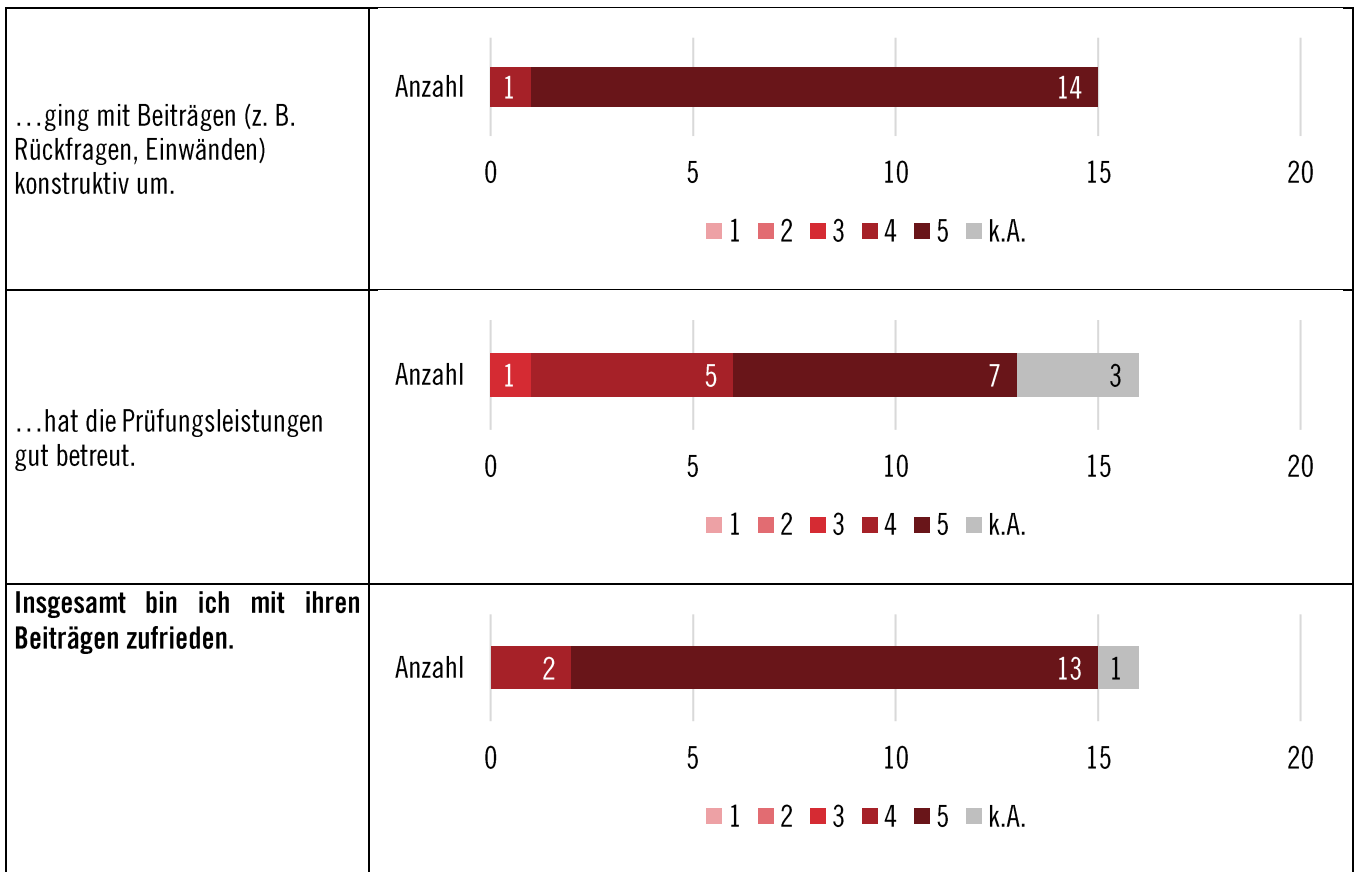 …ging mit Beiträgen (z. B.
Rückfragen, Einwänden)
konstruktiv um.
Anzahl 1 14
0 5 10 15 20
1 2 3 4 5 k.A.
…hat die Prüfungsleistungen
gut betreut.
Anzahl 1 5 7 3
0 5 10 15 20
1 2 3 4 5 k.A.
Insgesamt bin ich mit ihren
Beiträgen zufrieden.
Anzahl 2 13 1
0 5 10 15 20
1 2 3 4 5 k.A.